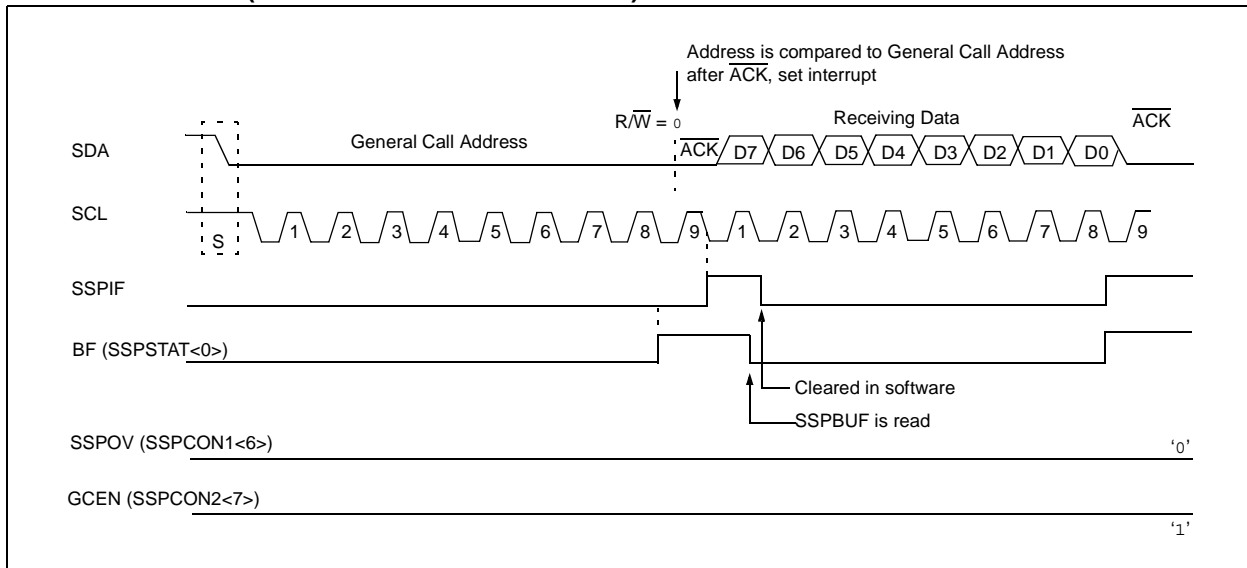 Address is compared to General Call Address
after ACK, set interrupt
R/W = 0
Receiving Data
ACK
SDA
General Call Address
ACK
D7 D6 D5 D4 D3 D2 D1 D0
SCL
S
1 2 3 4 5 6 7 8 9 1 2 3 4 5 6 7 8 9
SSPIF
BF (SSPSTAT<0>)
Cleared in software
SSPBUF is read
SSPOV (SSPCON1<6>)
‘0’
GCEN (SSPCON2<7>)
‘1’